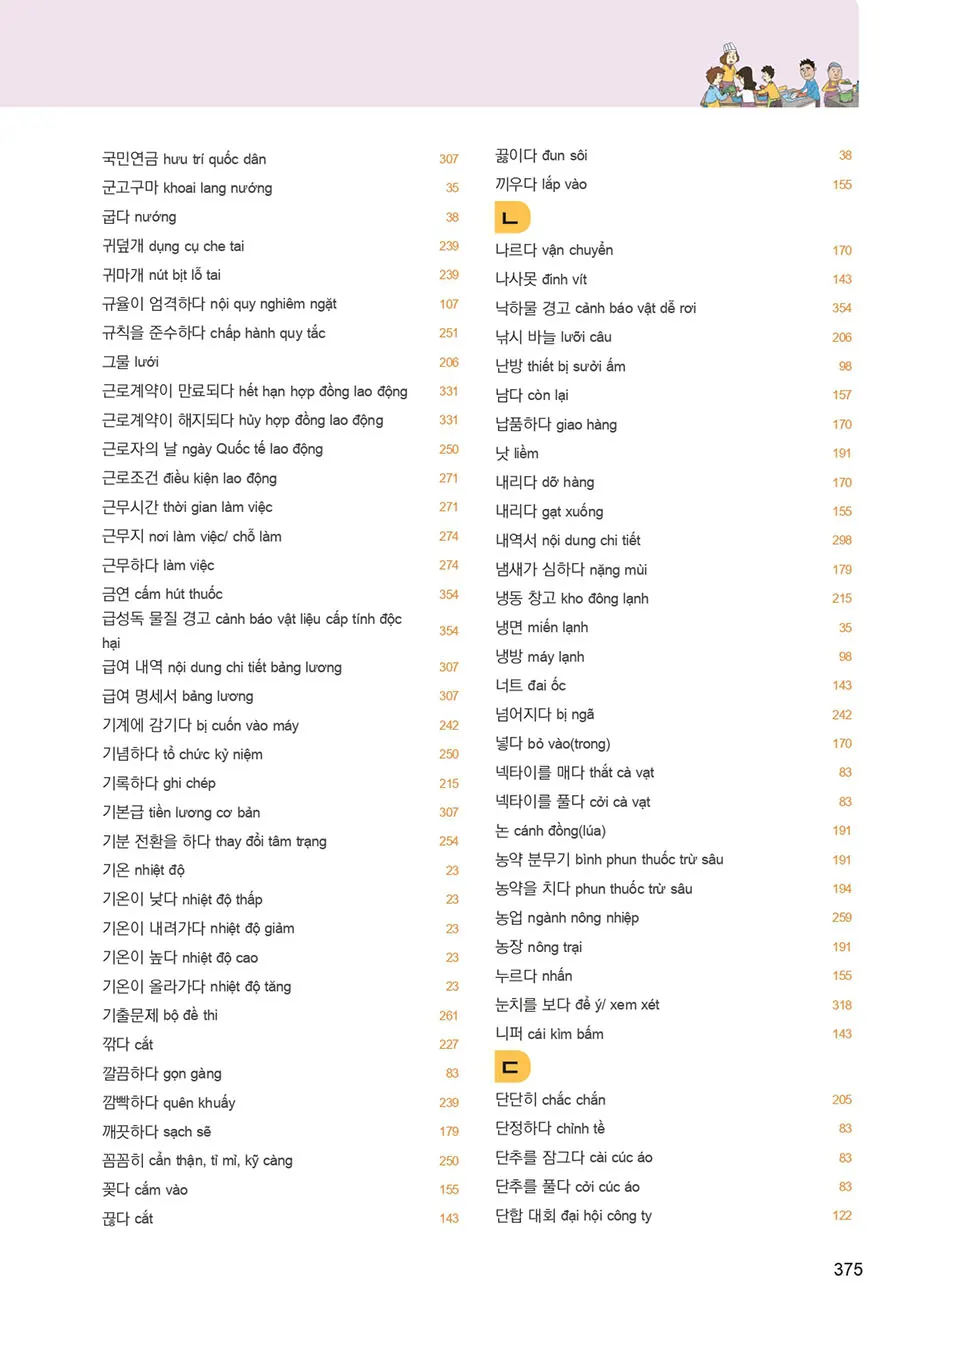 국민연금 hưu trí quốc dân 307
군고구마 khoai lang nướng 35
굽다 nướng 38
귀덮개 dụng cụ che tai 239
귀마개 nút bịt lỗ tai 239
규율이 엄격하다 nội quy nghiêm ngặt 107
규칙을 준수하다 chấp hành quy tắc 251
그물 lưới 206
근로계약이 만료되다 hết hạn hợp đồng lao động 331
근로계약이 해지되다 hủy hợp đồng lao động 331
근로자의 날 ngày Quốc tế lao động 250
근로조건 điều kiện lao động 271
근무시간 thời gian làm việc 271
근무지 nơi làm việc/ chỗ làm 274
근무하다 làm việc 274
금연 cấm hút thuốc 354
급성독 물질 경고 cảnh báo vật liệu cấp tính độc
hại 354
급여 내역 nội dung chi tiết bảng lương 307
급여 명세서 bảng lương 307
기계에 감기다 bị cuốn vào máy 242
기념하다 tổ chức kỷ niệm 250
기록하다 ghi chép 215
기본급 tiền lương cơ bản 307
기분 전환을 하다 thay đổi tâm trạng 254
기온 nhiệt độ 23
기온이 낮다 nhiệt độ thấp 23
기온이 내려가다 nhiệt độ giảm 23
기온이 높다 nhiệt độ cao 23
기온이 올라가다 nhiệt độ tăng 23
기출문제 bộ đề thi 261
깎다 cắt 227
깔끔하다 gọn gàng 83
깜빡하다 quên khuấy 239
깨끗하다 sạch sẽ 179
꼼꼼히 cẩn thận, tỉ mỉ, kỹ càng 250
꽂다 cắm vào 155
끊다 cắt 143
끓이다 đun sôi 38
끼우다 lắp vào 155
ㄴ
나르다 vận chuyển 170
나사못 đinh vít 143
낙하물 경고 cảnh báo vật dễ rơi 354
낚시 바늘 lưỡi câu 206
난방 thiết bị sưởi ấm 98
남다 còn lại 157
납품하다 giao hàng 170
낫 liềm 191
내리다 dỡ hàng 170
내리다 gạt xuống 155
내역서 nội dung chi tiết 298
냄새가 심하다 nặng mùi 179
냉동 창고 kho đông lạnh 215
냉면 miến lạnh 35
냉방 máy lạnh 98
너트 đai ốc 143
넘어지다 bị ngã 242
넣다 bỏ vào(trong) 170
넥타이를 매다 thắt cà vạt 83
넥타이를 풀다 cởi cà vạt 83
논 cánh đồng(lúa) 191
농약 분무기 bình phun thuốc trừ sâu 191
농약을 치다 phun thuốc trừ sâu 194
농업 ngành nông nhiệp 259
농장 nông trại 191
누르다 nhấn 155
눈치를 보다 để ý/ xem xét 318
니퍼 cái kìm bấm 143
ㄷ
단단히 chắc chắn 205
단정하다 chỉnh tề 83
단추를 잠그다 cài cúc áo 83
단추를 풀다 cởi cúc áo 83
단합 대회 đại hội công ty 122
375